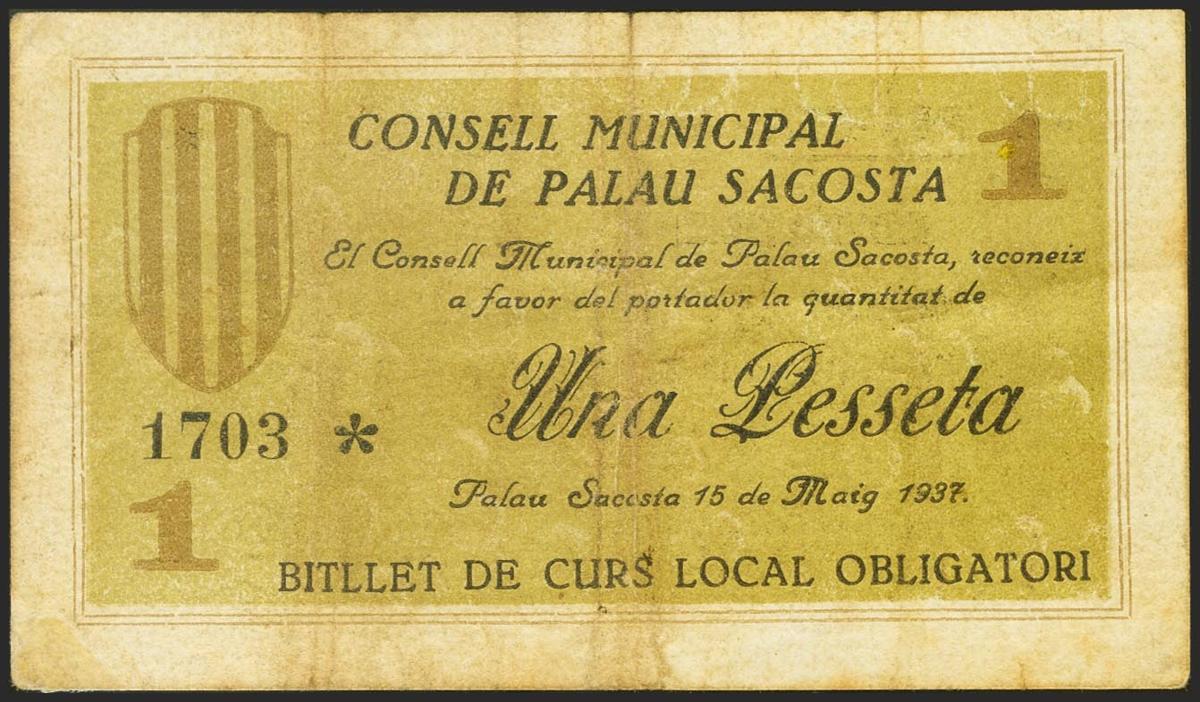 CONSELL MUNICIPAL
DE PALAU SACOSTA
1
El Consell Municipal de Palau Sacosta, reconeix
a favor del portador la quantitat de
Una Pesseta
1703 *
Palau Sacosta 15 de Maig 1937.
1
BITLLET DE CURS LOCAL OBLIGATORI